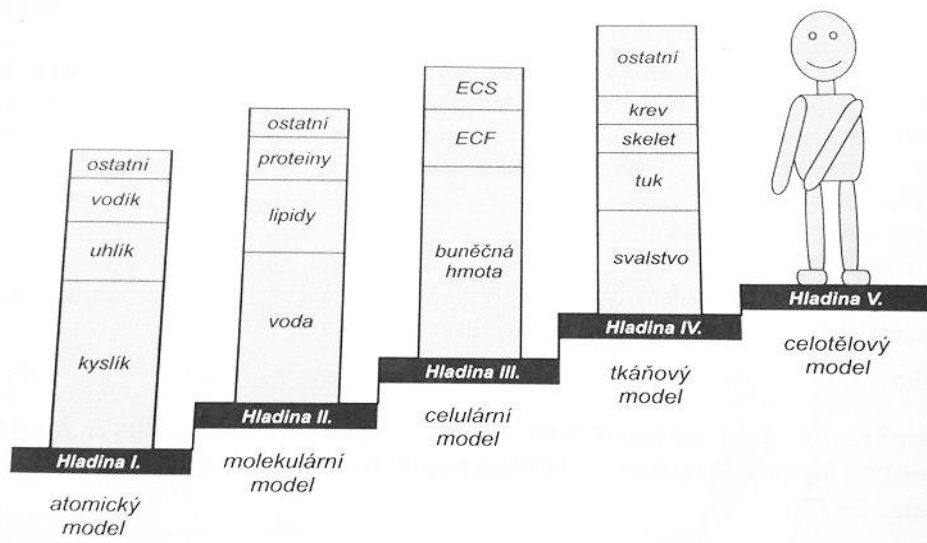 ostatní
vodík
uhlík
kyslík
Hladina I.
atomický
model
ostatní
proteiny
lipidy
voda
Hladina II.
molekulární
model
ECS
ECF
buněčná
hmota
Hladina III.
celulární
model
ostatní
krev
skelet
tuk
svalstvo
Hladina IV.
tkáňový
model
Hladina V.
celotělový
model